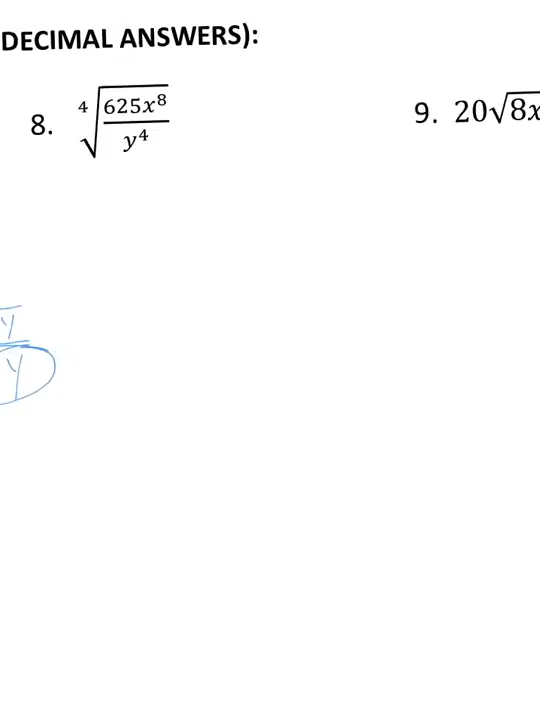 DECIMAL ANSWERS):
8. ⁴√(625x⁸/y⁴)
9. 20√8x
y
y